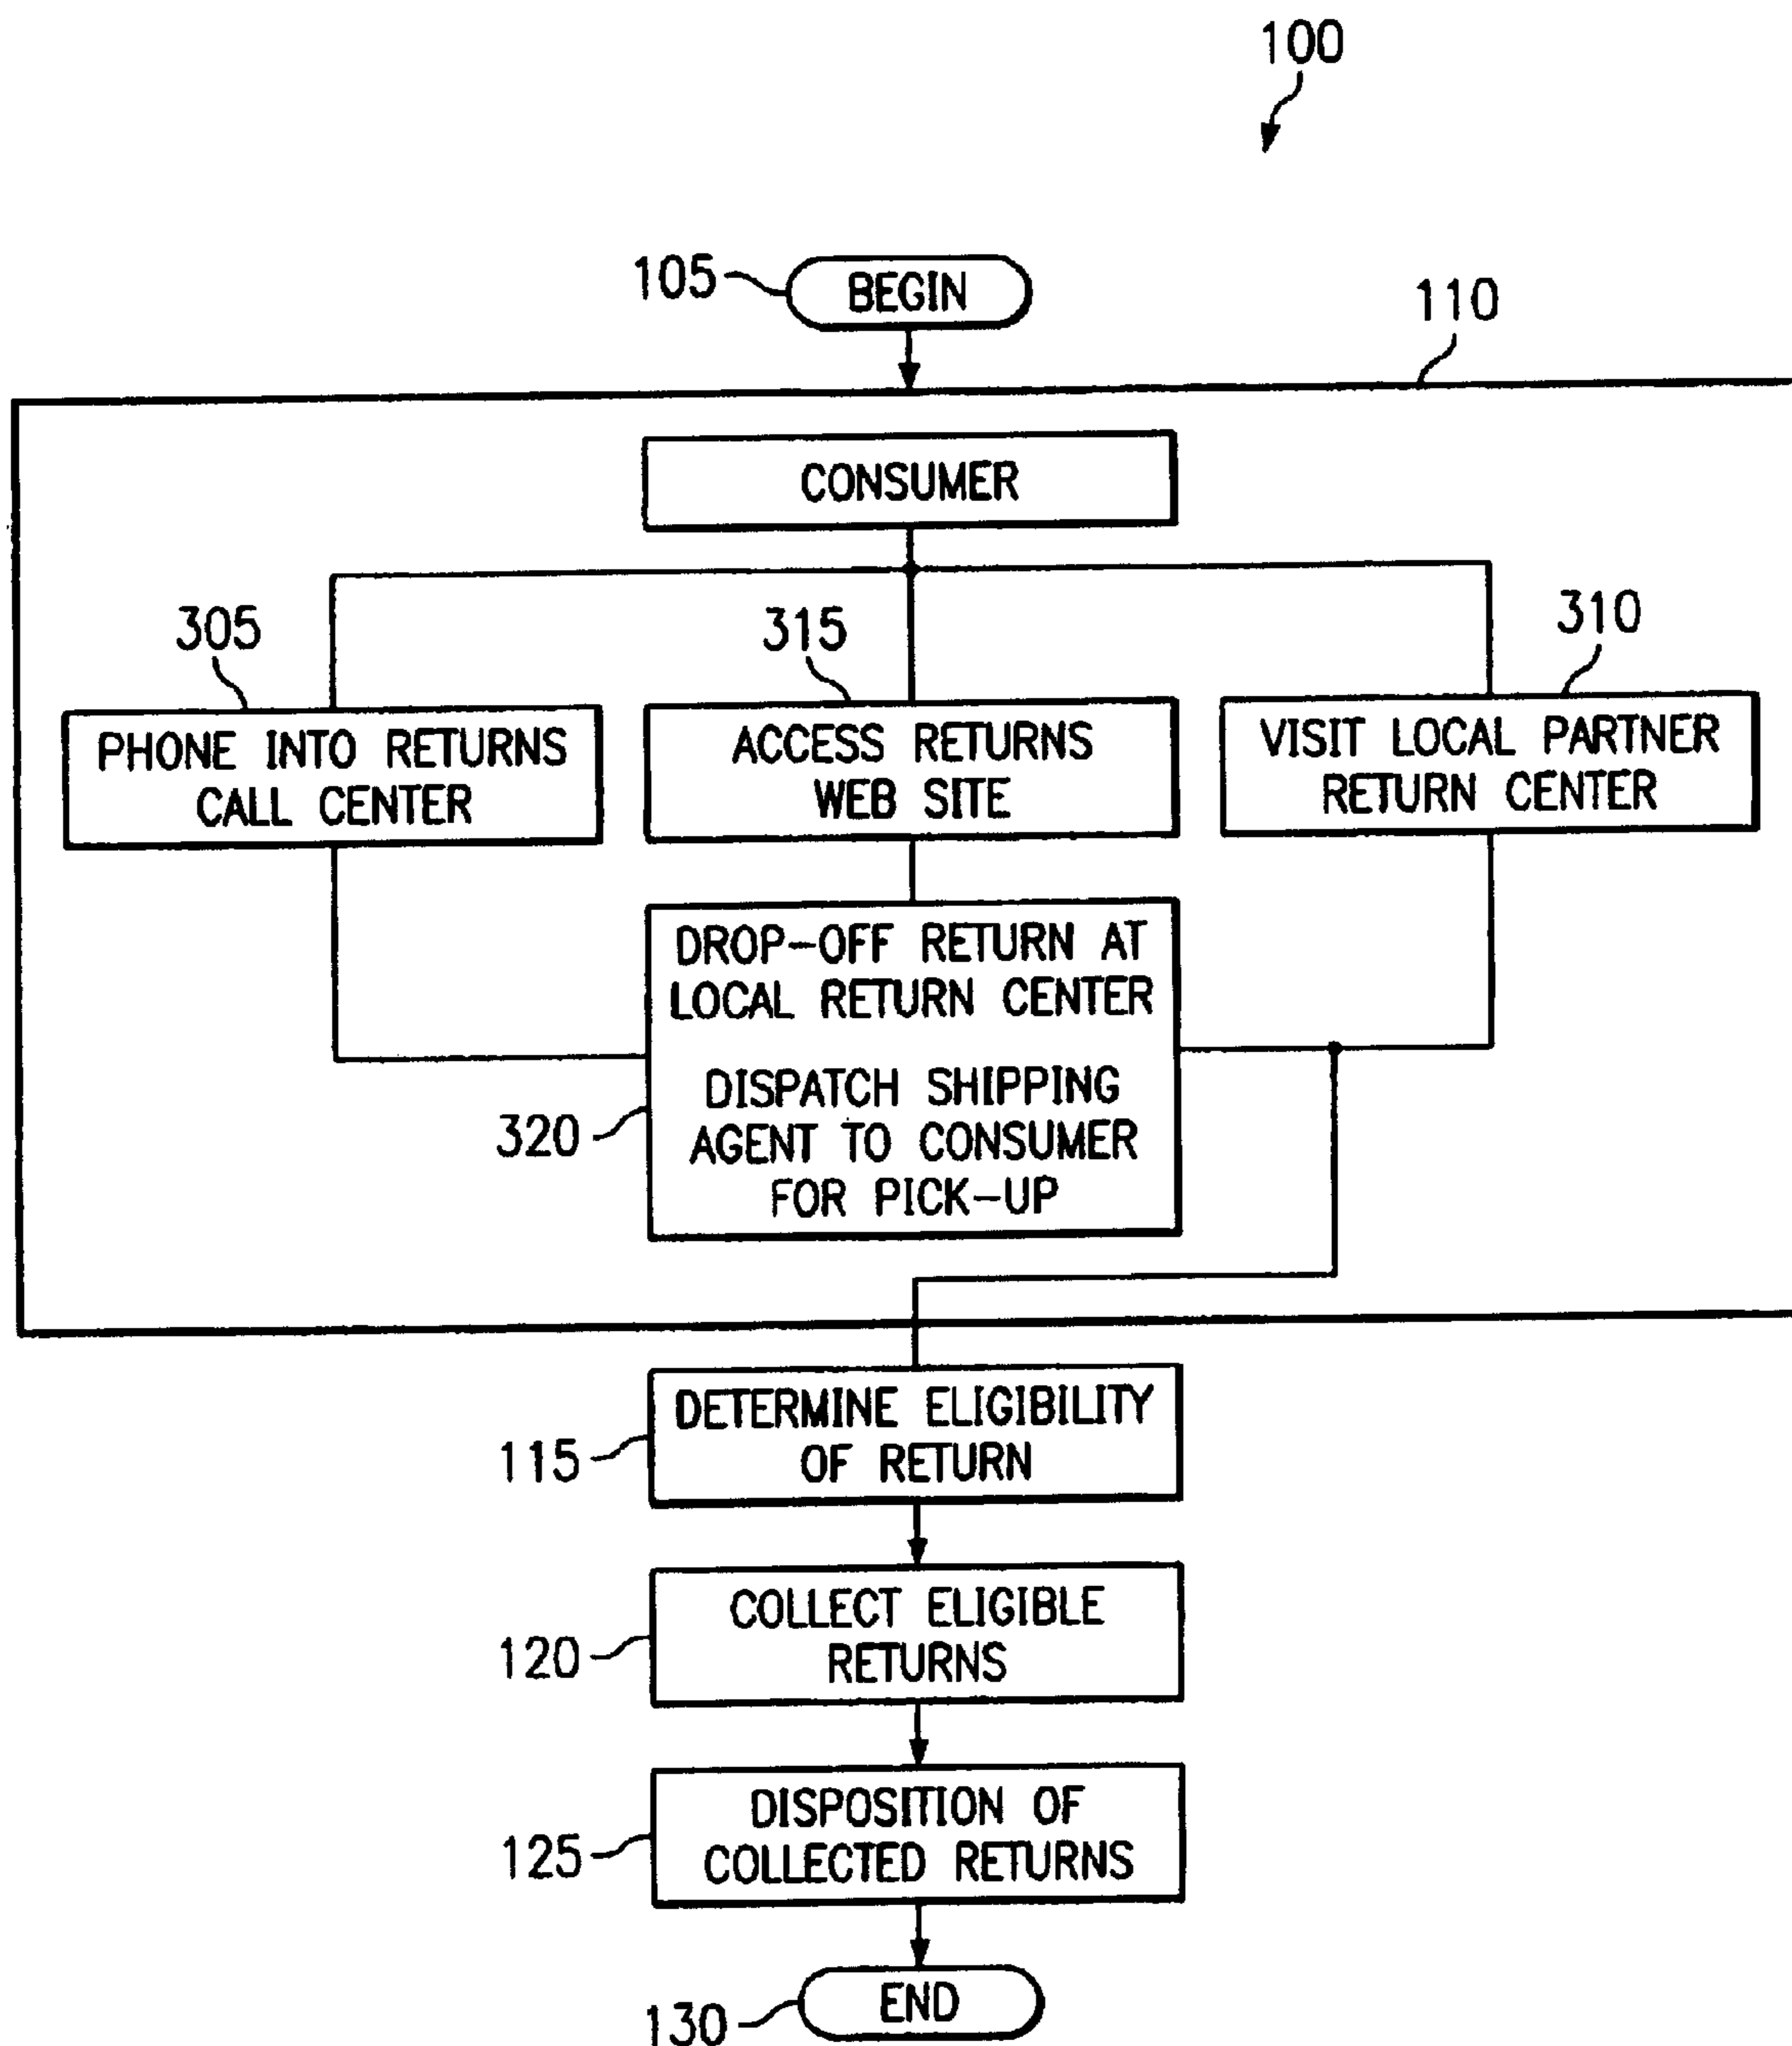 100
105
BEGIN
110
CONSUMER
305
315
310
PHONE INTO RETURNS
CALL CENTER
ACCESS RETURNS
WEB SITE
VISIT LOCAL PARTNER
RETURN CENTER
DROP-OFF RETURN AT
LOCAL RETURN CENTER
320
DISPATCH SHIPPING
AGENT TO CONSUMER
FOR PICK-UP
115
DETERMINE ELIGIBILITY
OF RETURN
120
COLLECT ELIGIBLE
RETURNS
125
DISPOSITION OF
COLLECTED RETURNS
130
END